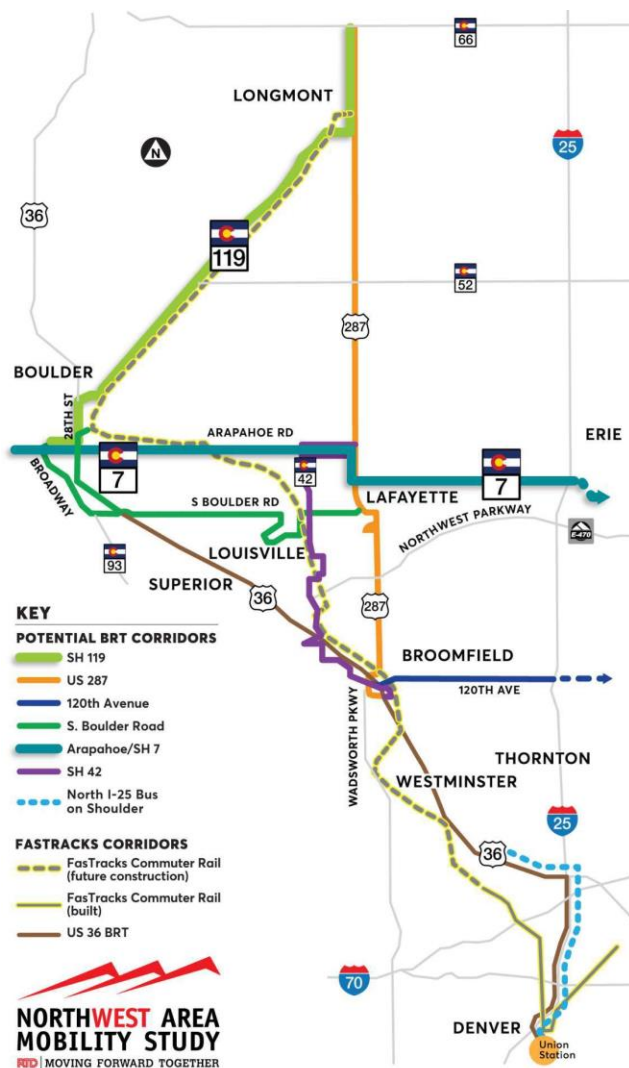 66
LONGMONT
25
N
36
119
52
287
BOULDER
28TH ST
ARAPAHOE RD
ERIE
7
42
7
BROADWAY
LAFAYETTE
S BOULDER RD
NORTHWEST PARKWAY
E-470
LOUISVILLE
93
SUPERIOR
36
287
KEY
POTENTIAL BRT CORRIDORS
SH 119
US 287
120th Avenue
S. Boulder Road
Arapahoe/SH 7
SH 42
North I-25 Bus
on Shoulder
BROOMFIELD
120TH AVE
WADSWORTH PKWY
THORNTON
WESTMINSTER
25
36
FASTRACKS CORRIDORS
FasTracks Commuter Rail
(future construction)
FasTracks Commuter Rail
(built)
US 36 BRT
70
NORTHWEST AREA
MOBILITY STUDY
RTD | MOVING FORWARD TOGETHER
DENVER
Union
Station